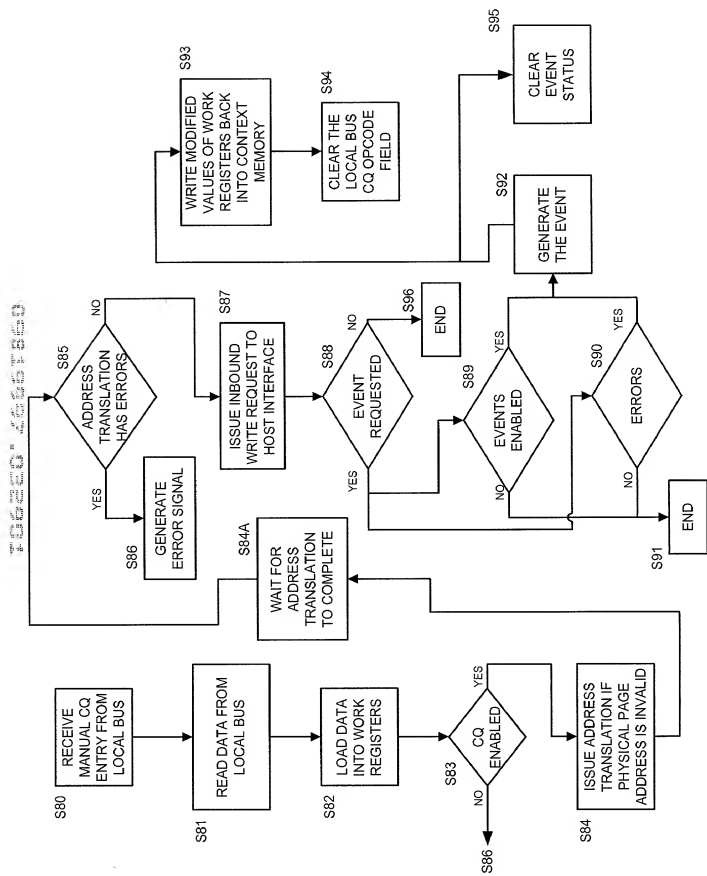 S80
RECEIVE
MANUAL CQ
ENTRY FROM
LOCAL BUS
S81
READ DATA FROM
LOCAL BUS
S82
LOAD DATA
INTO WORK
REGISTERS
S83
CQ
ENABLED
NO
YES
S86
S84
ISSUE ADDRESS
TRANSLATION IF
PHYSICAL PAGE
ADDRESS IS INVALID
S84A
WAIT FOR
ADDRESS
TRANSLATION
TO COMPLETE
S85
ADDRESS
TRANSLATION
HAS ERRORS
YES
NO
S86
GENERATE
ERROR SIGNAL
S87
ISSUE INBOUND
WRITE REQUEST TO
HOST INTERFACE
S88
EVENT
REQUESTED
YES
NO
S96
END
S89
EVENTS
ENABLED
NO
YES
S90
ERRORS
NO
YES
S91
END
S92
GENERATE
THE EVENT
S93
WRITE MODIFIED
VALUES OF WORK
REGISTERS BACK
INTO CONTEXT
MEMORY
S94
CLEAR THE
LOCAL BUS
CQ OPCODE
FIELD
S95
CLEAR
EVENT
STATUS